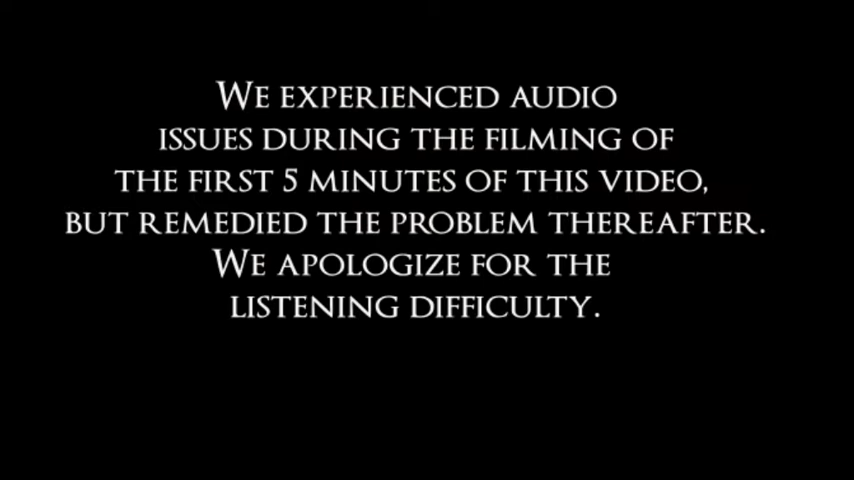 We experienced audio
issues during the filming of
the first 5 minutes of this video,
but remedied the problem thereafter.
We apologize for the
listening difficulty.